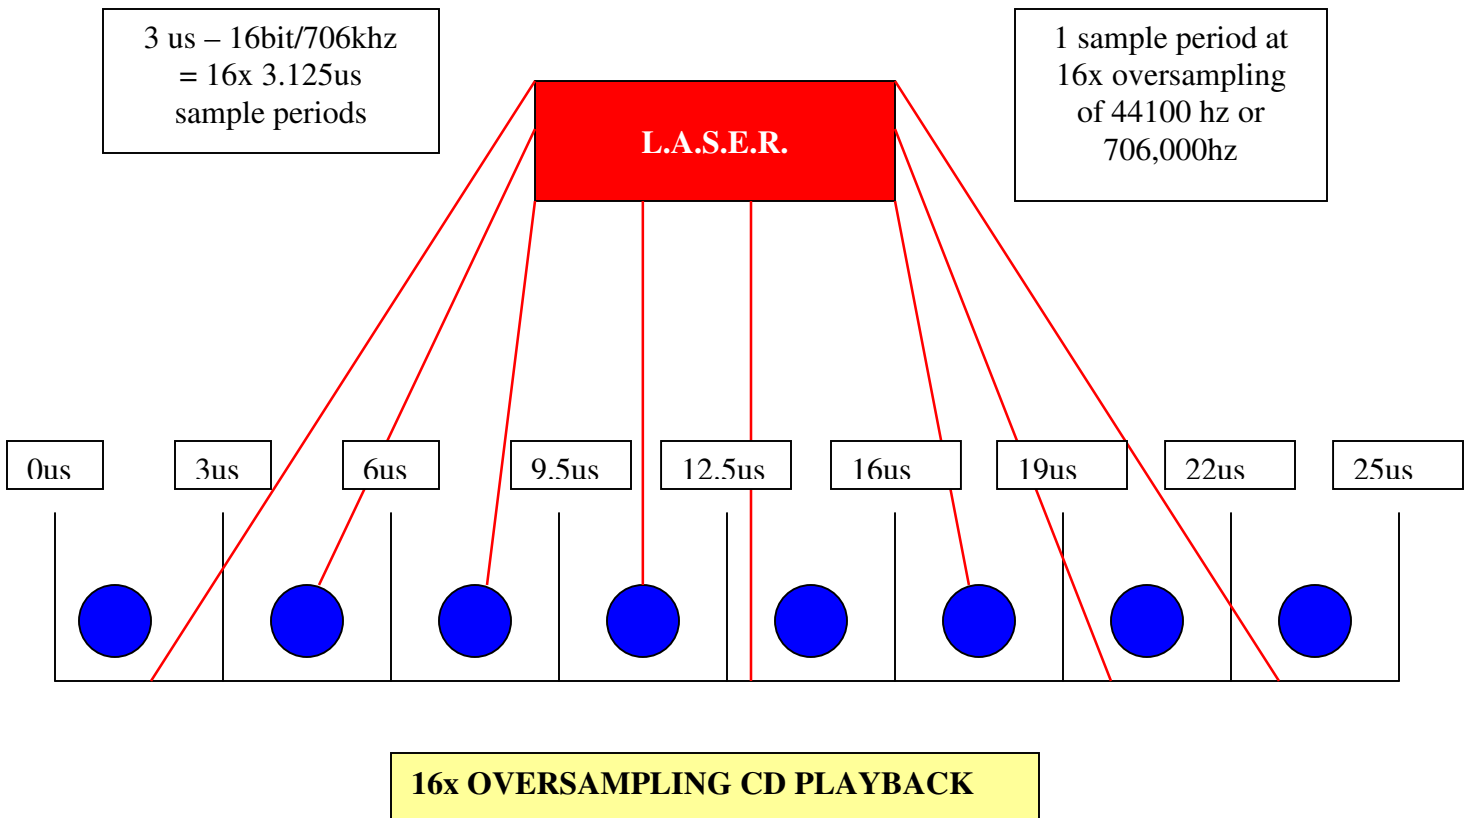 3 us – 16bit/706khz
= 16x 3.125us
sample periods
1 sample period at
16x oversampling
of 44100 hz or
706,000hz
L.A.S.E.R.
0us
3us
6us
9.5us
12.5us
16us
19us
22us
25us
16x OVERSAMPLING CD PLAYBACK